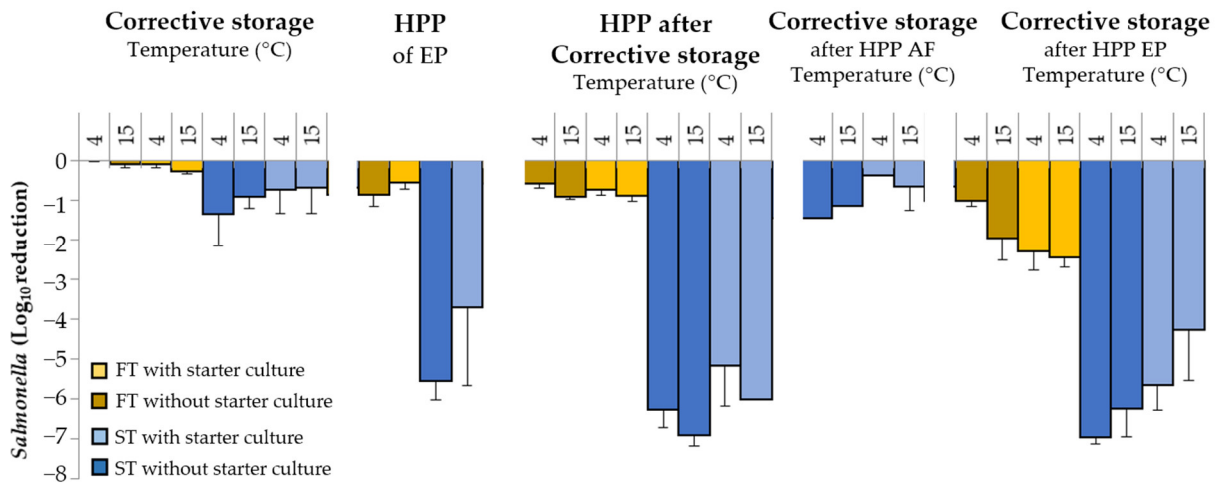 Corrective storage
Temperature (°C)
HPP
of EP
HPP after
Corrective storage
Temperature (°C)
Corrective storage
after HPP AF
Temperature (°C)
Corrective storage
after HPP EP
Temperature (°C)
4 15 4 15 4 15 4 15
4 15 4 15 4 15 4 15
4 15 4 15
4 15 4 15 4 15 4 15
0
−1
−2
−3
−4
−5
−6
−7
−8
Salmonella (Log10 reduction)
FT with starter culture
FT without starter culture
ST with starter culture
ST without starter culture